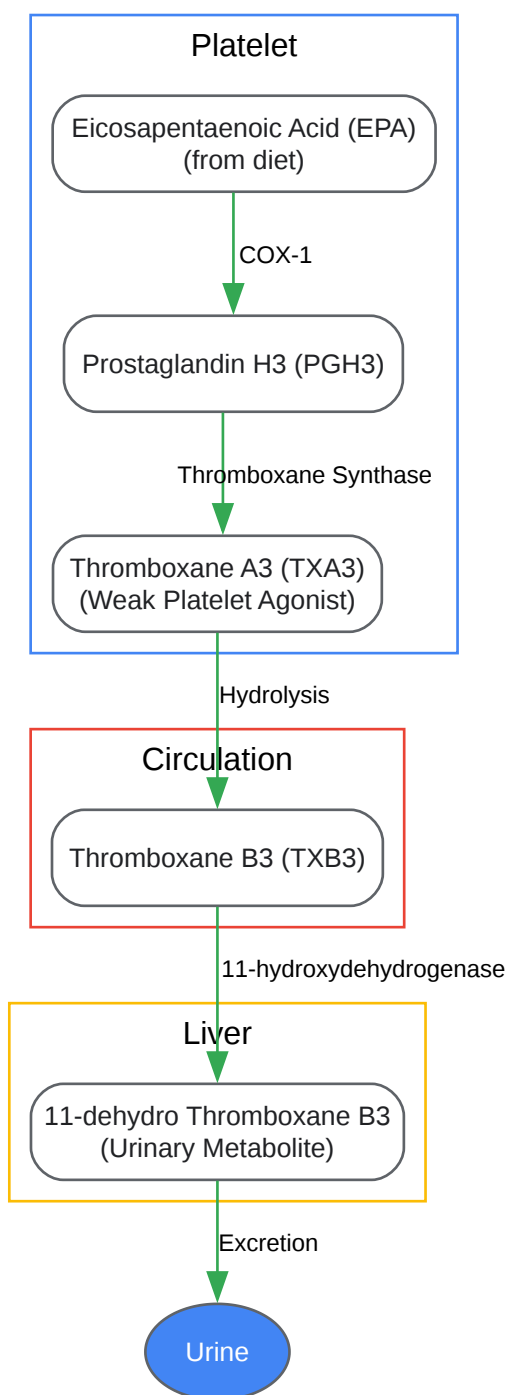 Platelet
Eicosapentaenoic Acid (EPA)
(from diet)
COX-1
Prostaglandin H3 (PGH3)
Thromboxane Synthase
Thromboxane A3 (TXA3)
(Weak Platelet Agonist)
Hydrolysis
Circulation
Thromboxane B3 (TXB3)
11-hydroxydehydrogenase
Liver
11-dehydro Thromboxane B3
(Urinary Metabolite)
Excretion
Urine